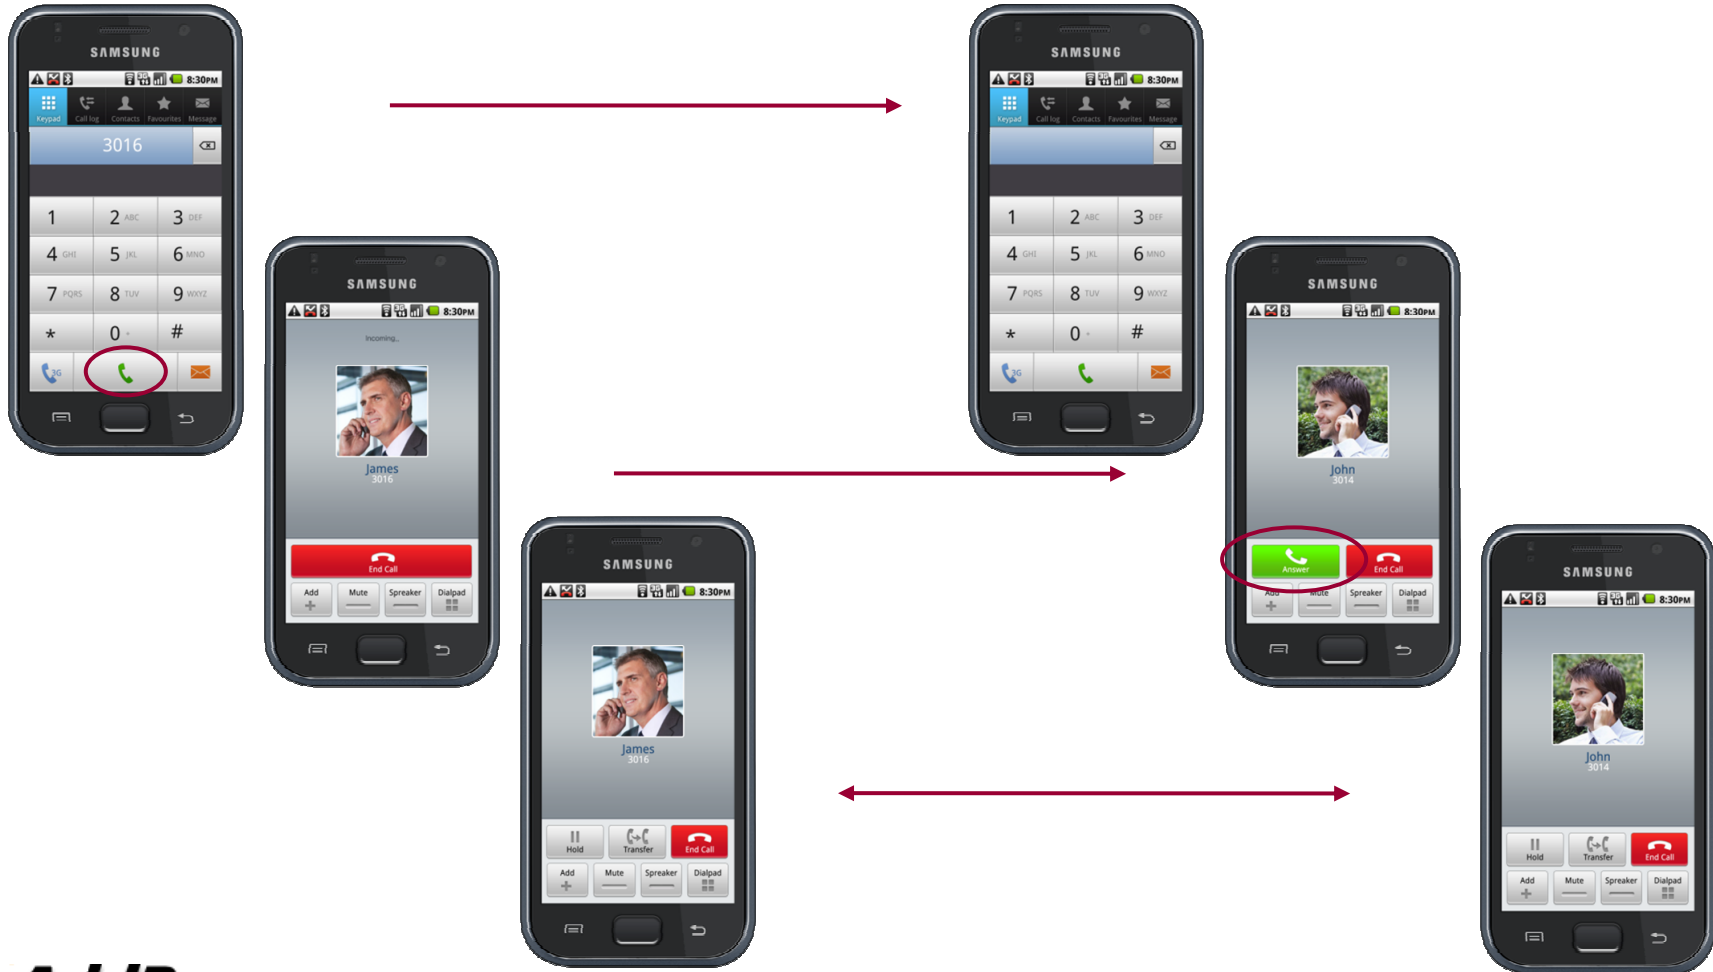 SAMSUNG
8:30PM
Keypad Call log Contacts Favourites Message
3016
1 2 ABC 3 DEF
4 GHI 5 JKL 6 MNO
7 PQRS 8 TUV 9 WXYZ
* 0 + #
3G
SAMSUNG
8:30PM
Incoming..
James
3016
End Call
Add Mute Spreaker Dialpad
SAMSUNG
8:30PM
James
3016
Hold Transfer End Call
Add Mute Spreaker Dialpad
SAMSUNG
8:30PM
Keypad Call log Contacts Favourites Message
1 2 ABC 3 DEF
4 GHI 5 JKL 6 MNO
7 PQRS 8 TUV 9 WXYZ
* 0 + #
3G
SAMSUNG
8:30PM
John
3014
Answer End Call
Add Mute Spreaker Dialpad
SAMSUNG
8:30PM
John
3014
Hold Transfer End Call
Add Mute Spreaker Dialpad